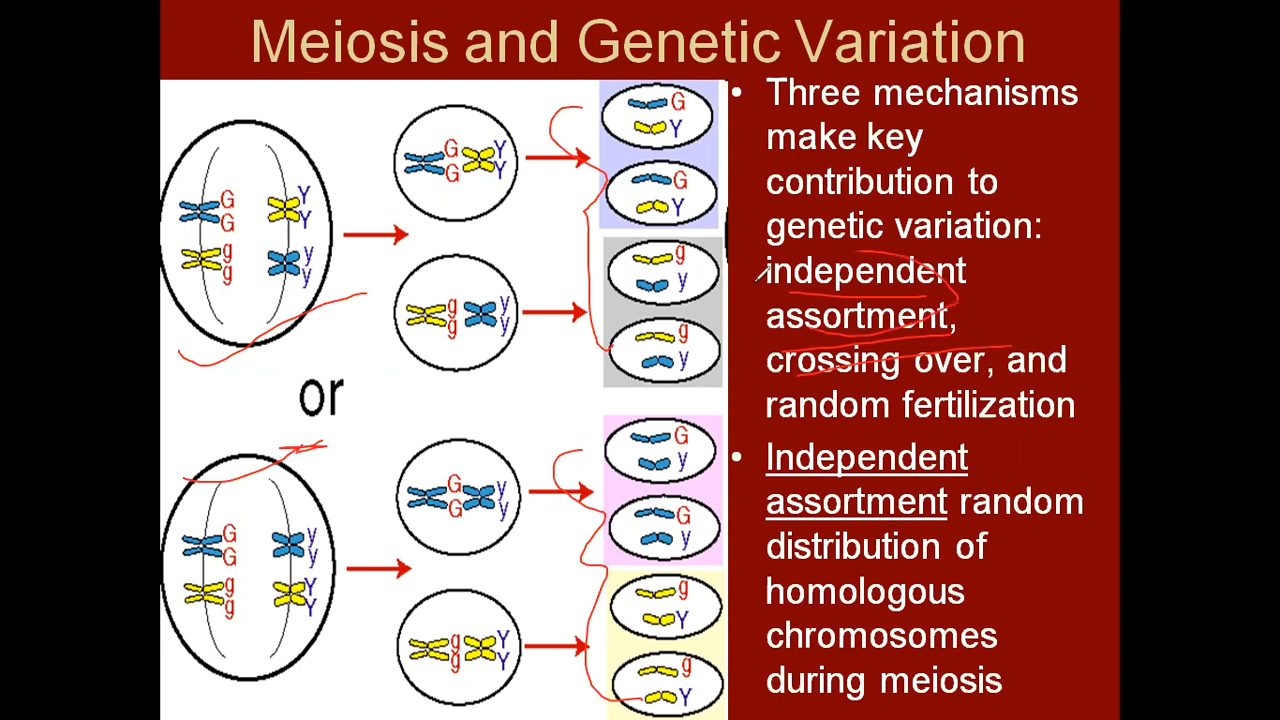 Meiosis and Genetic Variation
G
G
g
g
Y
Y
y
y
G
G
Y
Y
g
g
y
y
G
Y
G
Y
g
y
g
y
or
G
G
g
g
y
y
Y
Y
G
G
y
y
g
g
Y
Y
G
y
G
y
g
Y
g
Y
• Three mechanisms
make key
contribution to
genetic variation:
independent
assortment,
crossing over, and
random fertilization
• Independent
assortment random
distribution of
homologous
chromosomes
during meiosis